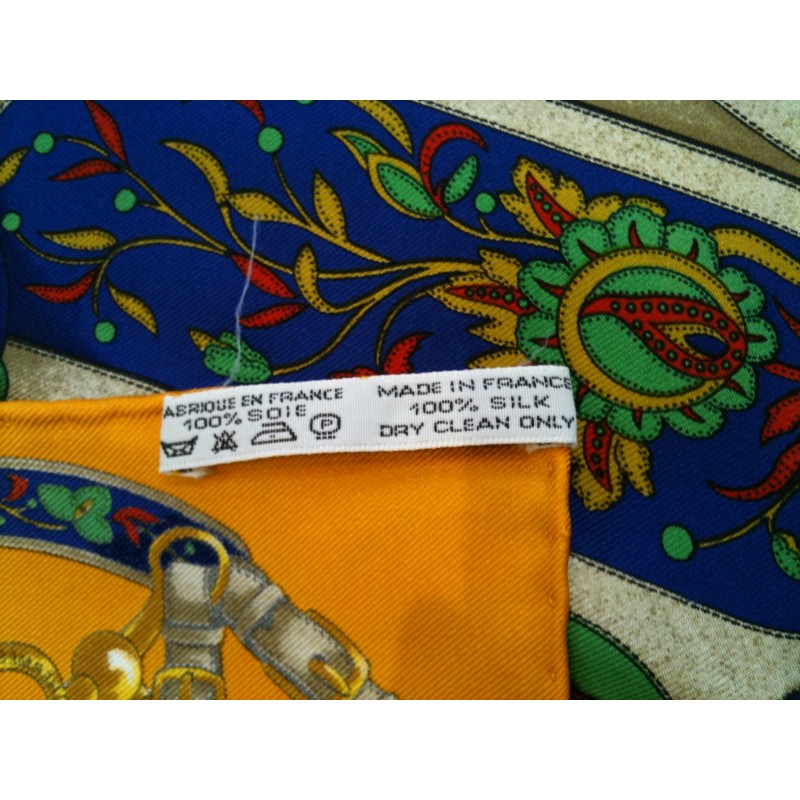 ABRIQUE EN FRANCE
100% SOIE
MADE IN FRANCE
100% SILK
DRY CLEAN ONLY